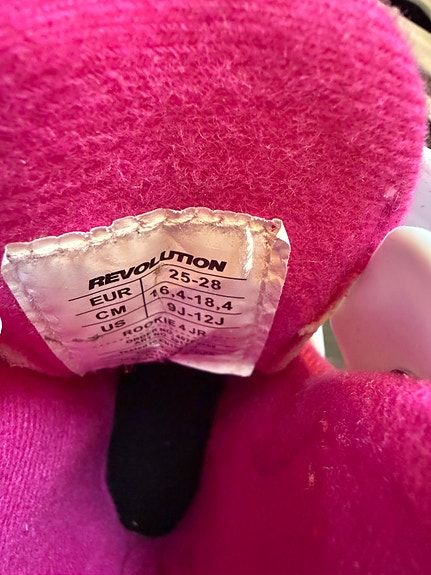 REVOLUTION
EUR 25-28
CM 16,4-18,4
US 9J-12J
ROOKIE 4 JR